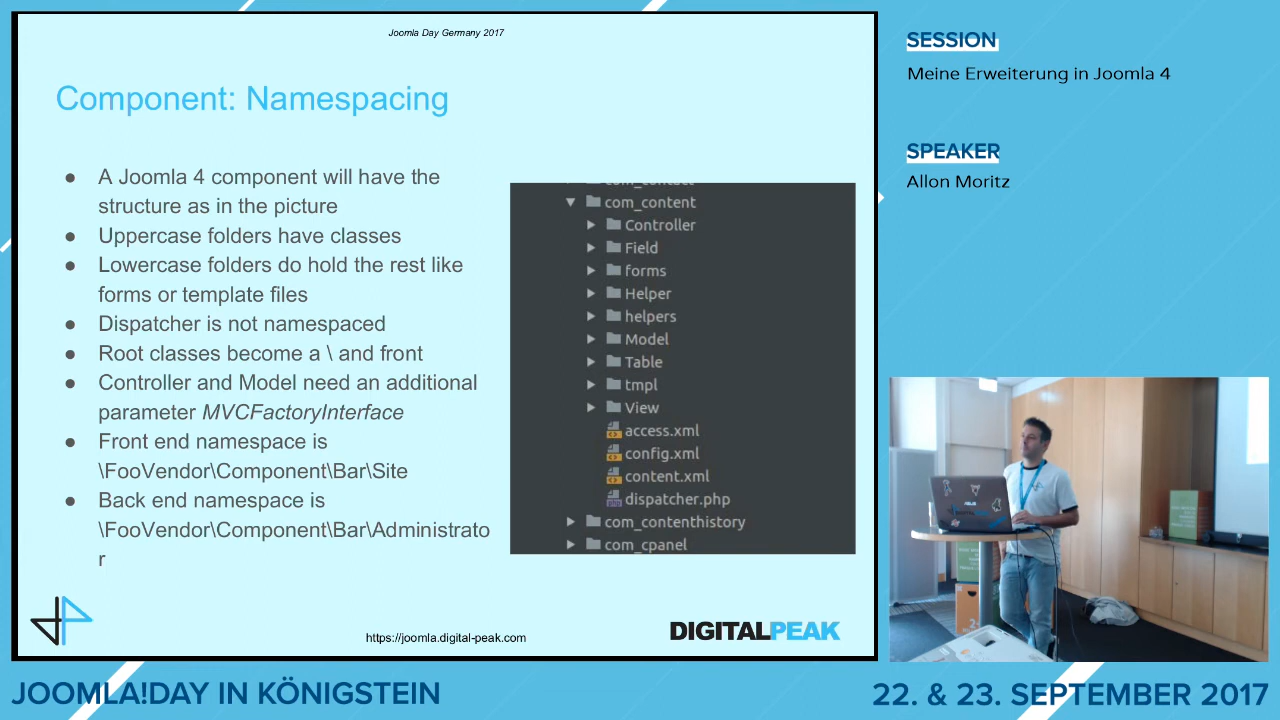 Joomla Day Germany 2017
Component: Namespacing
● A Joomla 4 component will have the
structure as in the picture
● Uppercase folders have classes
● Lowercase folders do hold the rest like
forms or template files
● Dispatcher is not namespaced
● Root classes become a \ and front
● Controller and Model need an additional
parameter MVCFactoryInterface
● Front end namespace is
\FooVendor\Component\Bar\Site
● Back end namespace is
\FooVendor\Component\Bar\Administrato
r
com_contact
com_content
Controller
Field
forms
Helper
helpers
Model
Table
tmpl
View
access.xml
config.xml
content.xml
dispatcher.php
com_contenthistory
com_cpanel
https://joomla.digital-peak.com
DIGITALPEAK
SESSION
Meine Erweiterung in Joomla 4
SPEAKER
Allon Moritz
JOOMLA!DAY IN KÖNIGSTEIN
22. & 23. SEPTEMBER 2017